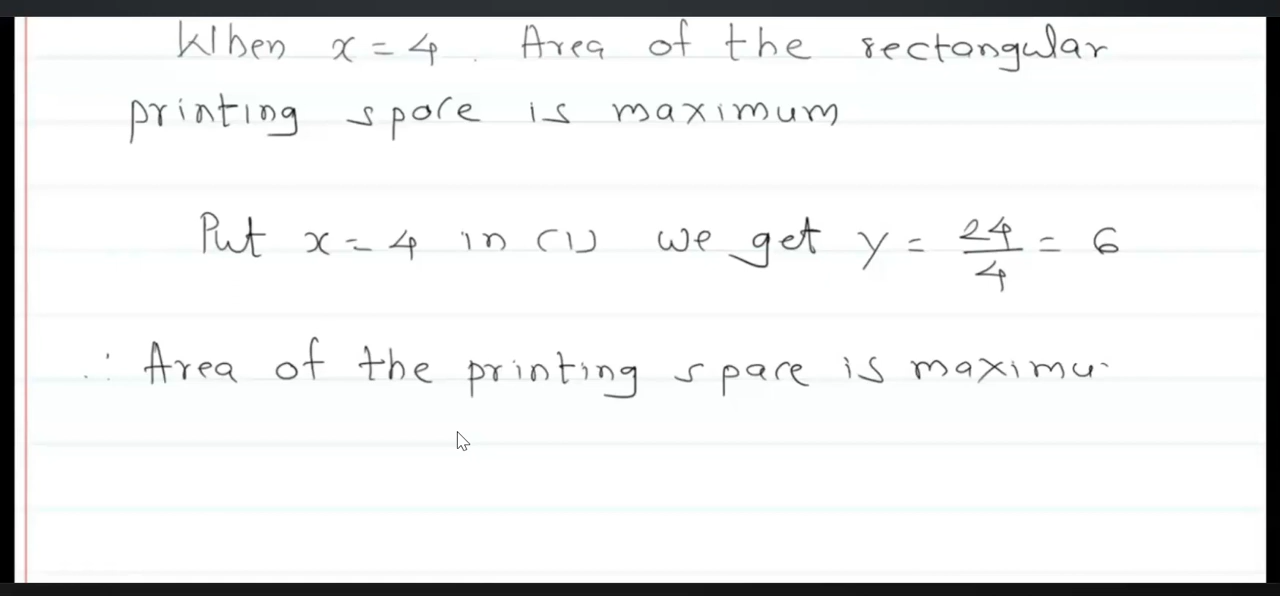 When x = 4. Area of the rectangular
printing space is maximum
Put x = 4 in (1) we get y = 24/4 = 6
∴ Area of the printing space is maximu